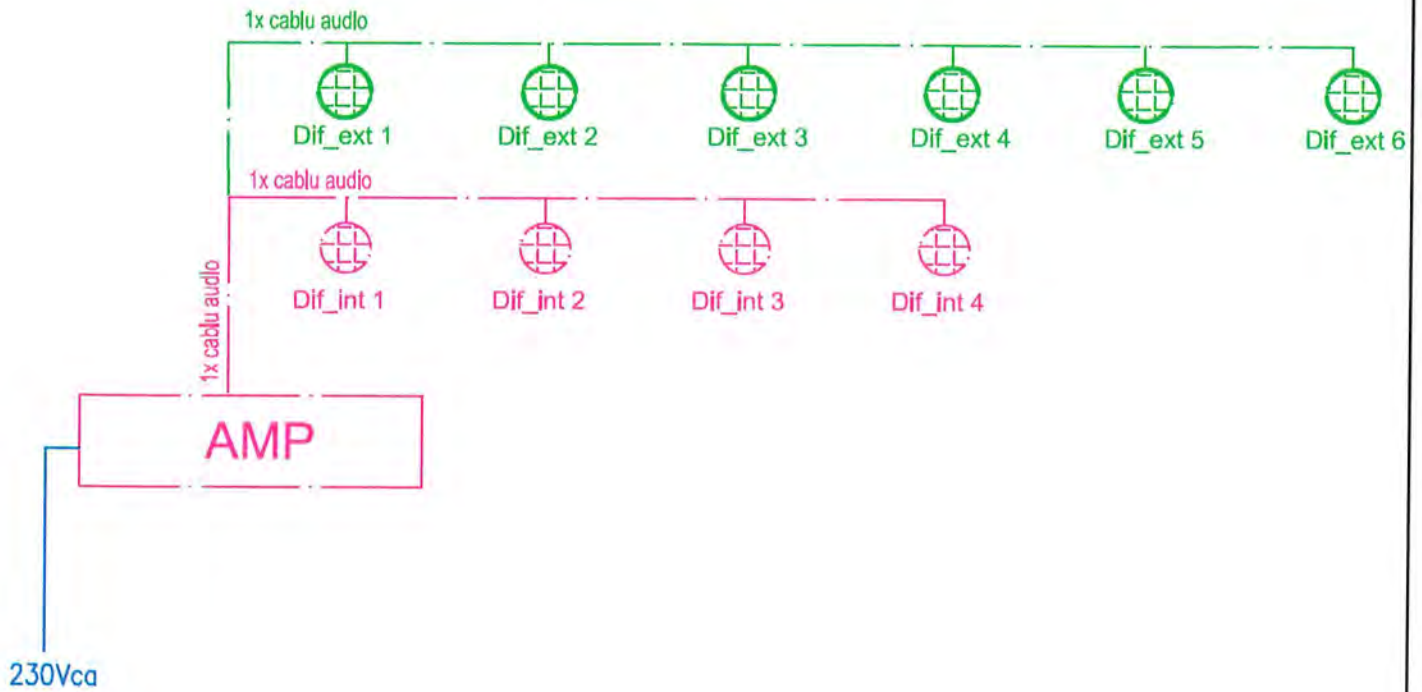 1x cablu audio
Dif_ext 1
Dif_ext 2
Dif_ext 3
Dif_ext 4
Dif_ext 5
Dif_ext 6
1x cablu audio
Dif_int 1
Dif_int 2
Dif_int 3
Dif_int 4
1x cablu audio
AMP
230Vca